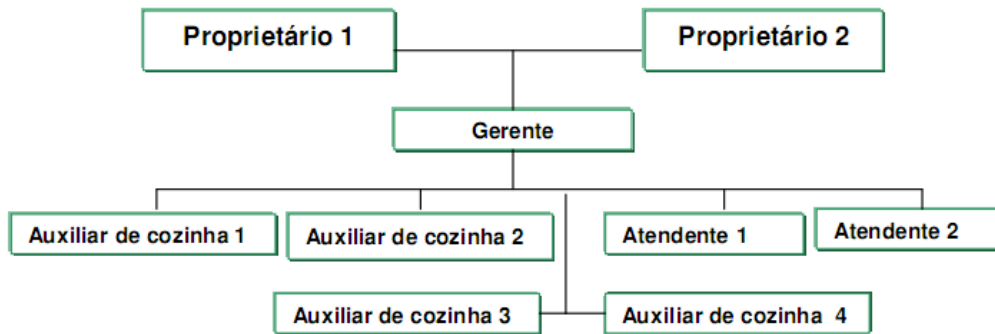 Proprietário 1
Proprietário 2
Gerente
Auxiliar de cozinha 1
Auxiliar de cozinha 2
Atendente 1
Atendente 2
Auxiliar de cozinha 3
Auxiliar de cozinha 4